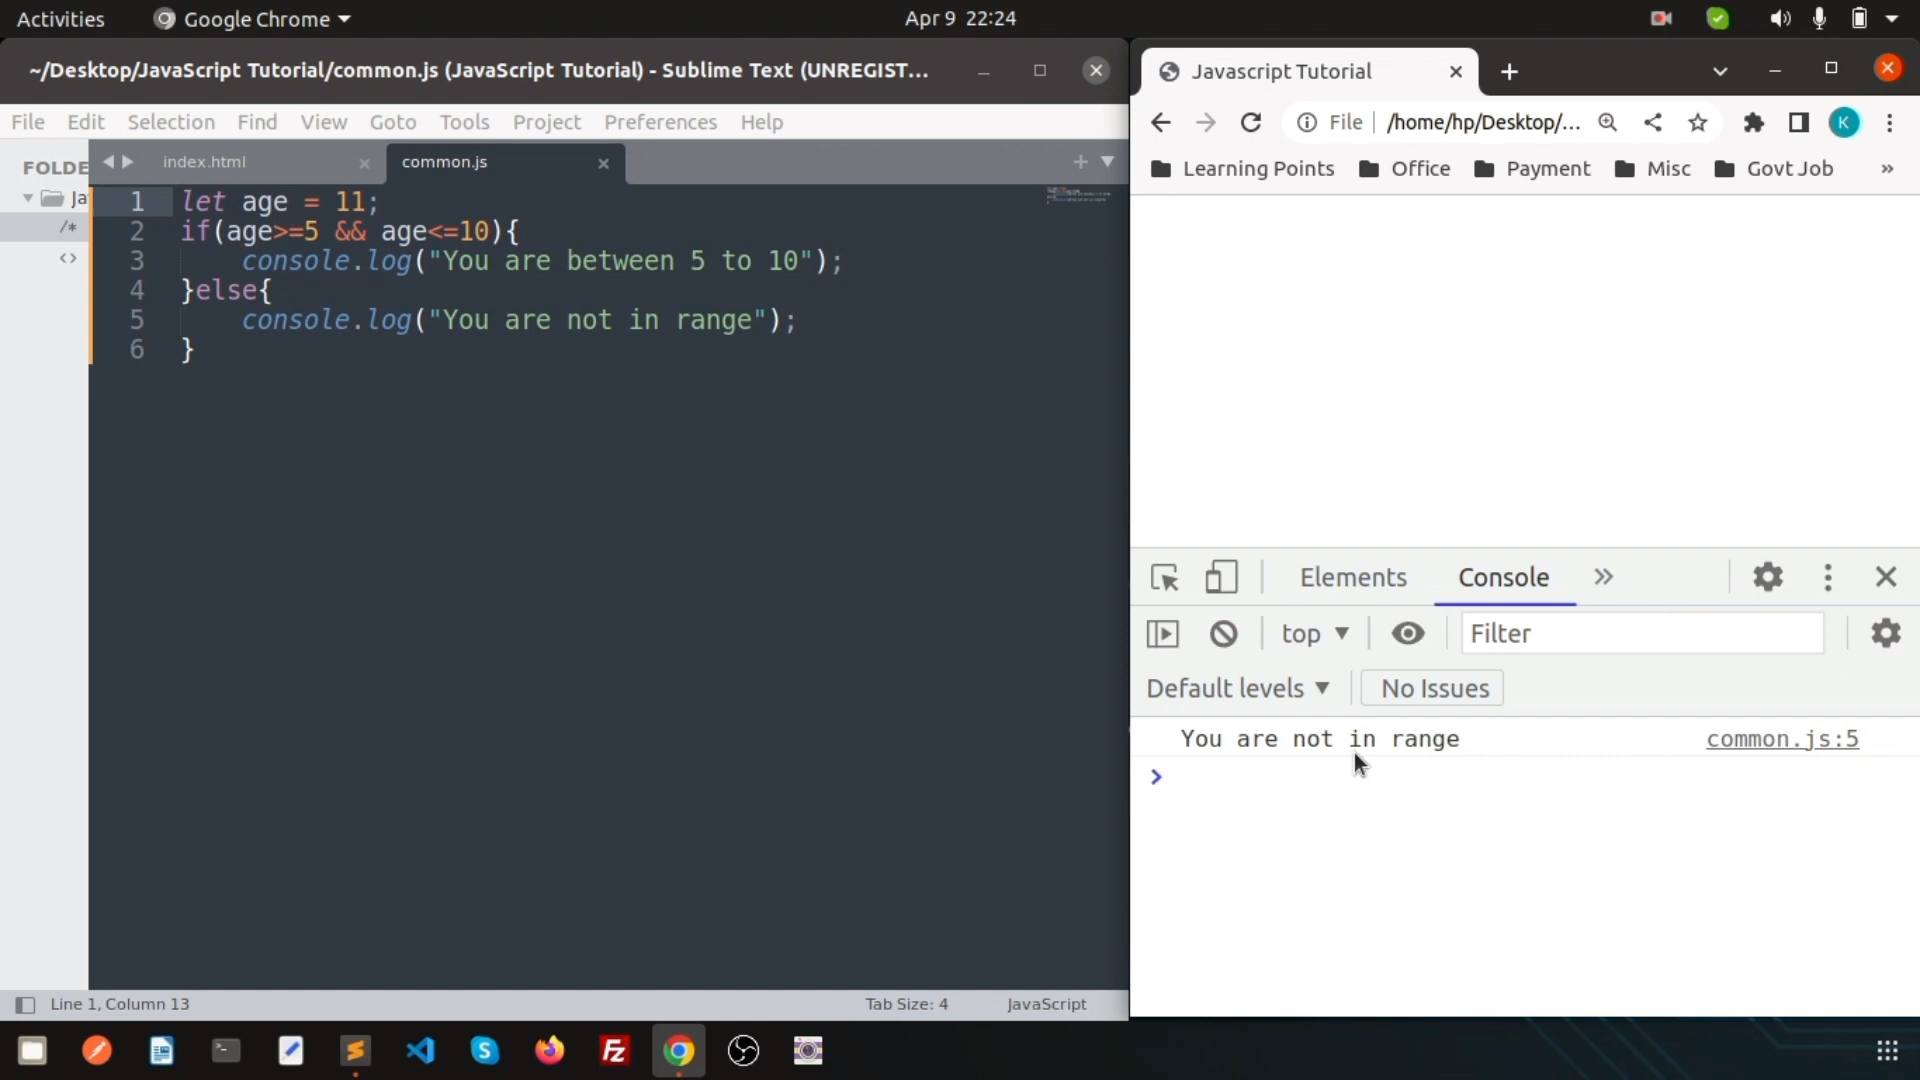 Activities Google Chrome Apr 9 22:24
~/Desktop/JavaScript Tutorial/common.js (JavaScript Tutorial) - Sublime Text (UNREGIST...
File Edit Selection Find View Goto Tools Project Preferences Help
FOLDE
Ja
/*
<>
index.html common.js
1 let age = 11;
2 if(age>=5 && age<=10){
3 console.log("You are between 5 to 10");
4 }else{
5 console.log("You are not in range");
6 }
Line 1, Column 13 Tab Size: 4 JavaScript
Javascript Tutorial
File /home/hp/Desktop/... K
Learning Points Office Payment Misc Govt Job »
Elements Console
top Filter
Default levels No Issues
You are not in range common.js:5